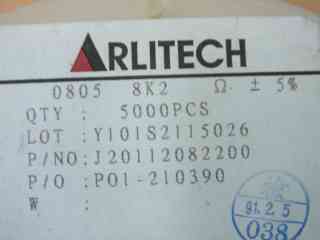 ARLITECH
0805 8K2 Ω ± 5%
QTY : 5000PCS
LOT : Y101S2115026
P/NO: J20112082200
P/O : P01-210390
W :
91.2.5
038